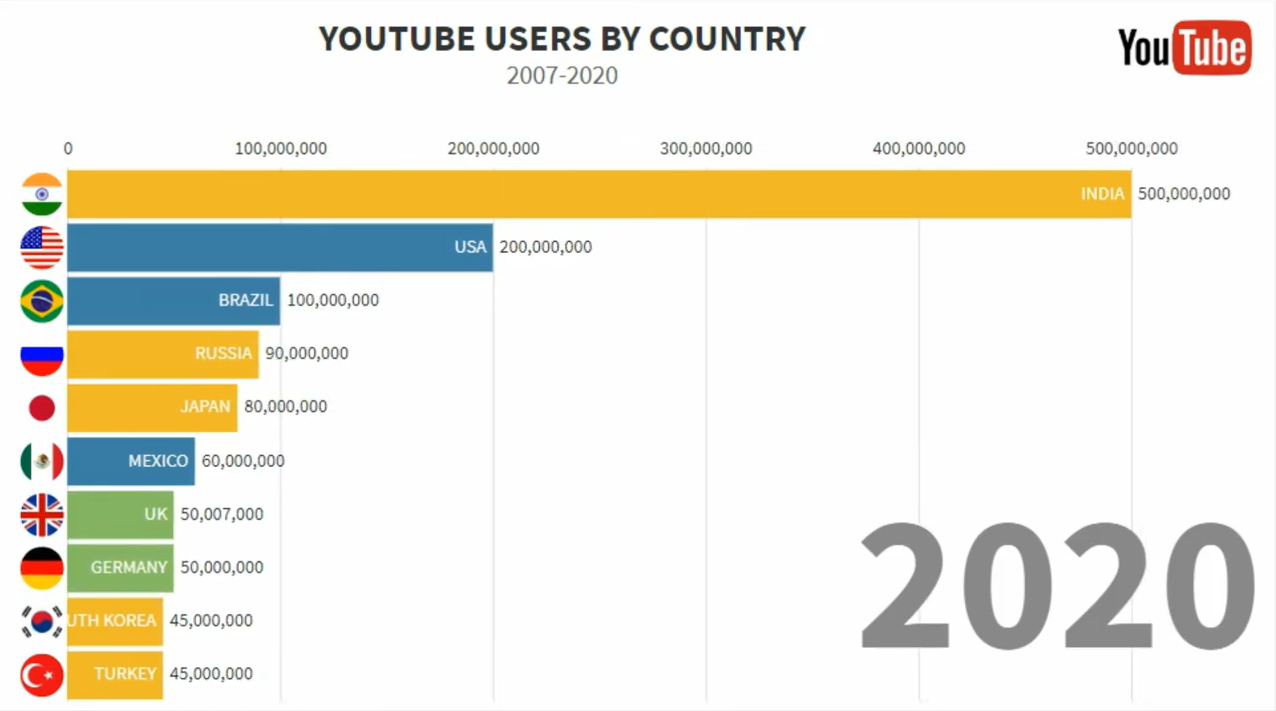 YOUTUBE USERS BY COUNTRY
2007-2020
YouTube
0 100,000,000 200,000,000 300,000,000 400,000,000 500,000,000
INDIA 500,000,000
USA 200,000,000
BRAZIL 100,000,000
RUSSIA 90,000,000
JAPAN 80,000,000
MEXICO 60,000,000
UK 50,007,000
GERMANY 50,000,000
UTH KOREA 45,000,000
TURKEY 45,000,000
2020